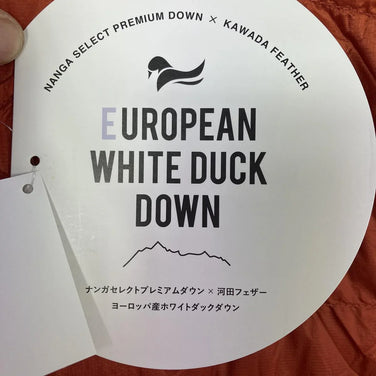 NANGA SELECT PREMIUM DOWN × KAWADA FEATHER
EUROPEAN
WHITE DUCK
DOWN
ナンガセレクトプレミアムダウン × 河田フェザー
ヨーロッパ産ホワイトダックダウン